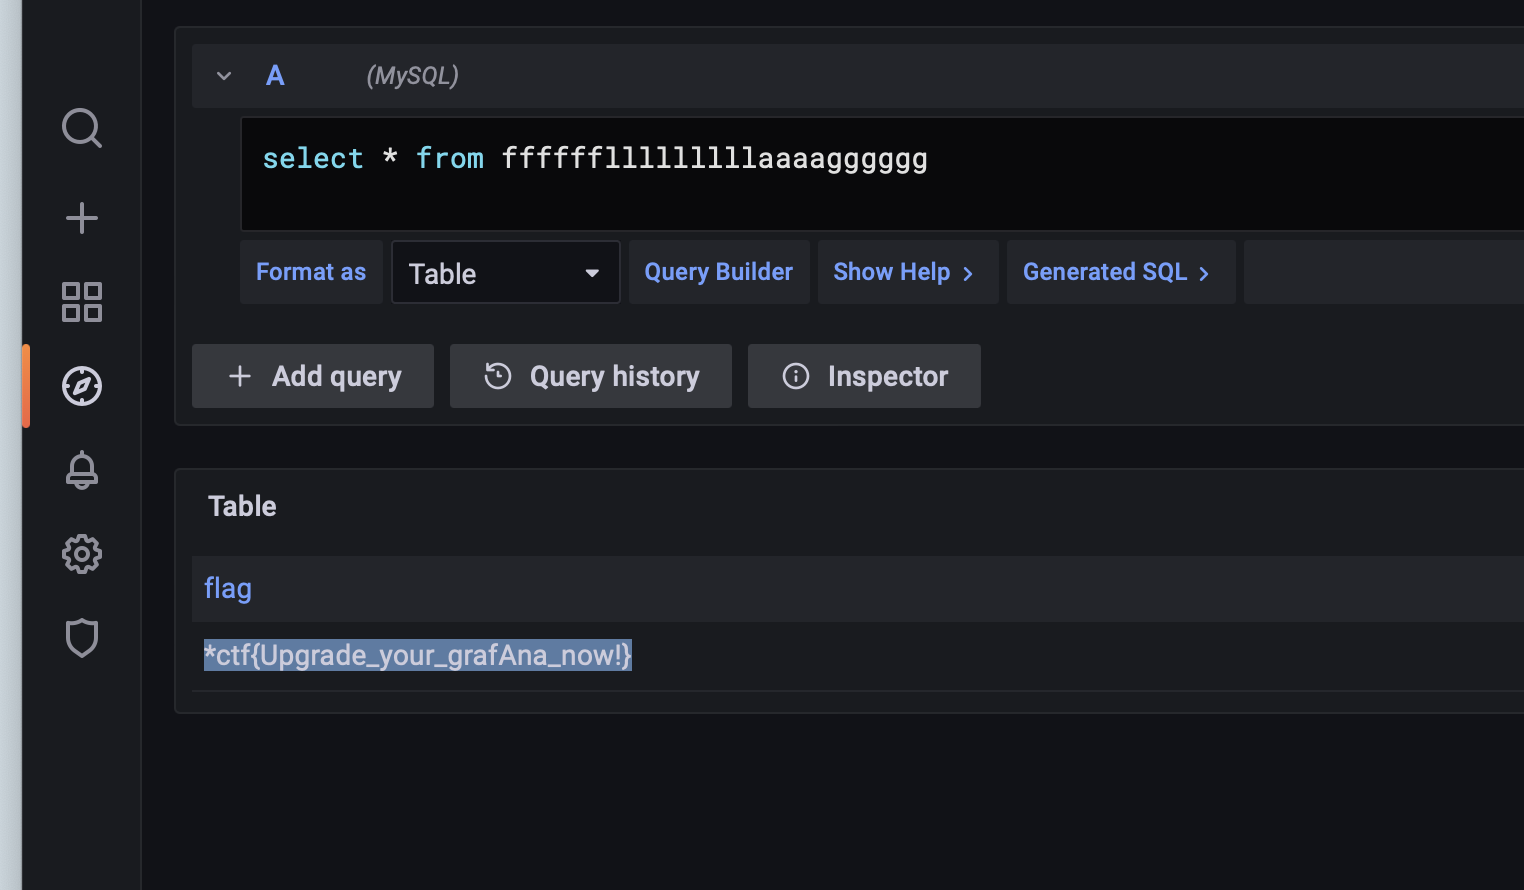 A (MySQL)
select * from fffffflllllllllaaaagggggg
Format as Table Query Builder Show Help Generated SQL
Add query Query history Inspector
Table
flag
*ctf{Upgrade_your_grafAna_now!}